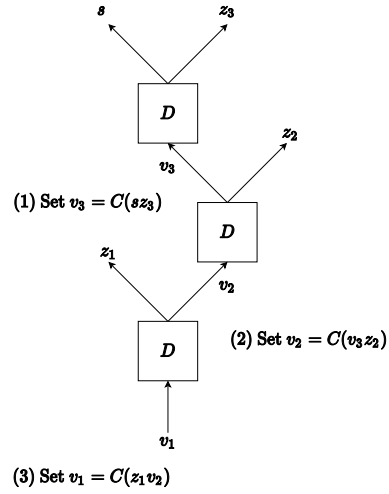 s z₃
D
z₂
v₃
(1) Set v₃ = C(sz₃)
D
z₁
v₂
D
(2) Set v₂ = C(v₃z₂)
v₁
(3) Set v₁ = C(z₁v₂)